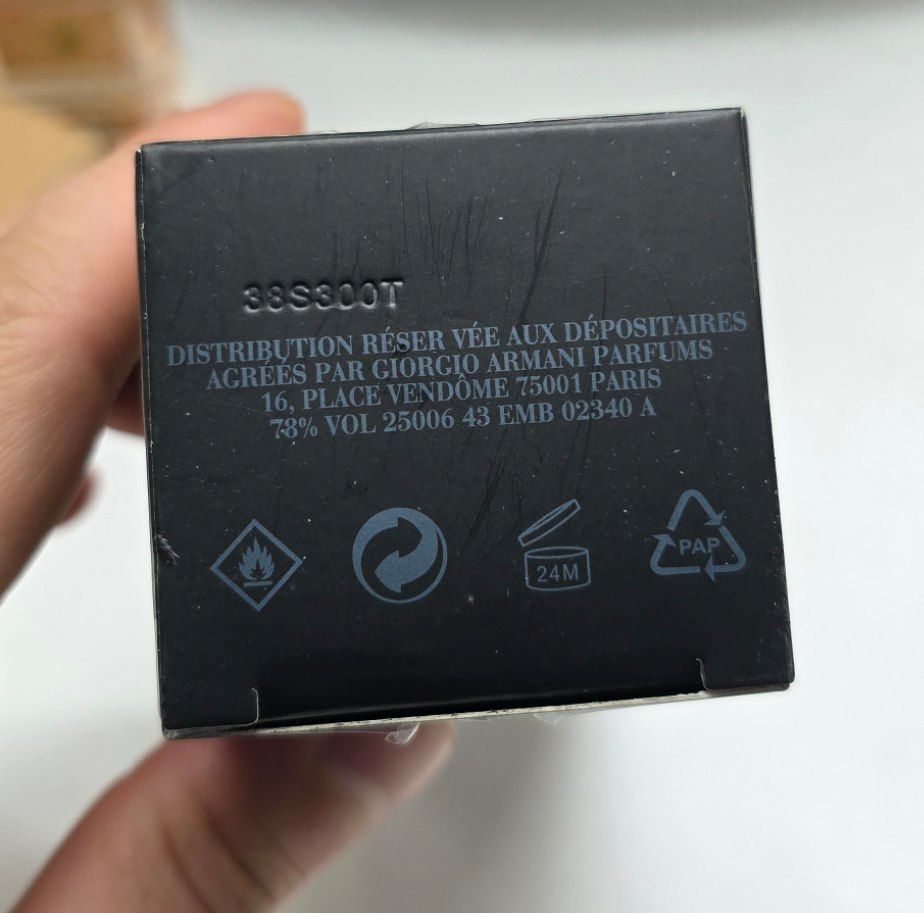 38S300T
DISTRIBUTION RÉSER VÉE AUX DÉPOSITAIRES
AGRÉÉS PAR GIORGIO ARMANI PARFUMS
16, PLACE VENDÔME 75001 PARIS
78% VOL 25006 43 EMB 02340 A
24M
PAP